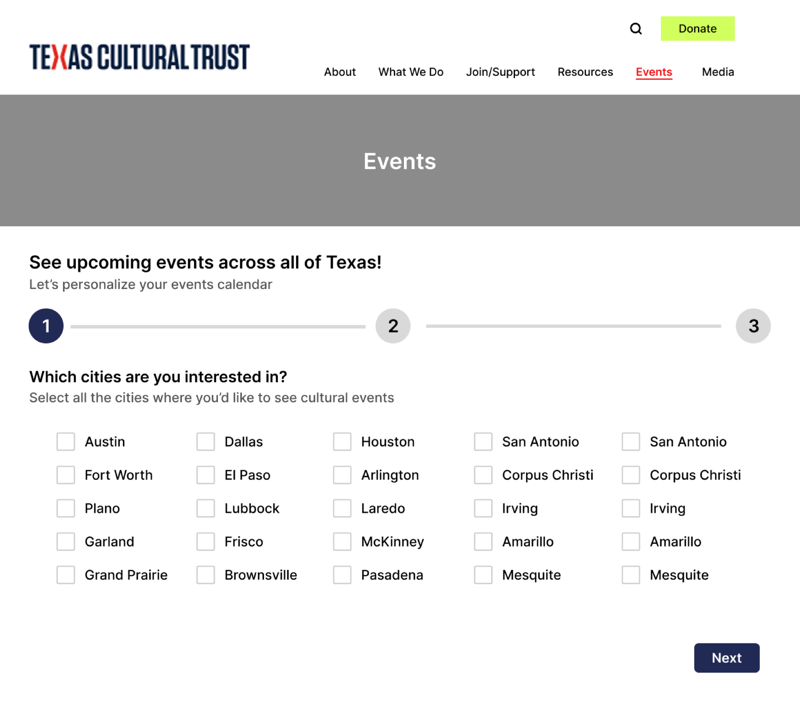 Donate
TEXAS CULTURAL TRUST
About What We Do Join/Support Resources Events Media
Events
See upcoming events across all of Texas!
Let's personalize your events calendar
1 2 3
Which cities are you interested in?
Select all the cities where you'd like to see cultural events
Austin Dallas Houston San Antonio San Antonio
Fort Worth El Paso Arlington Corpus Christi Corpus Christi
Plano Lubbock Laredo Irving Irving
Garland Frisco McKinney Amarillo Amarillo
Grand Prairie Brownsville Pasadena Mesquite Mesquite
Next